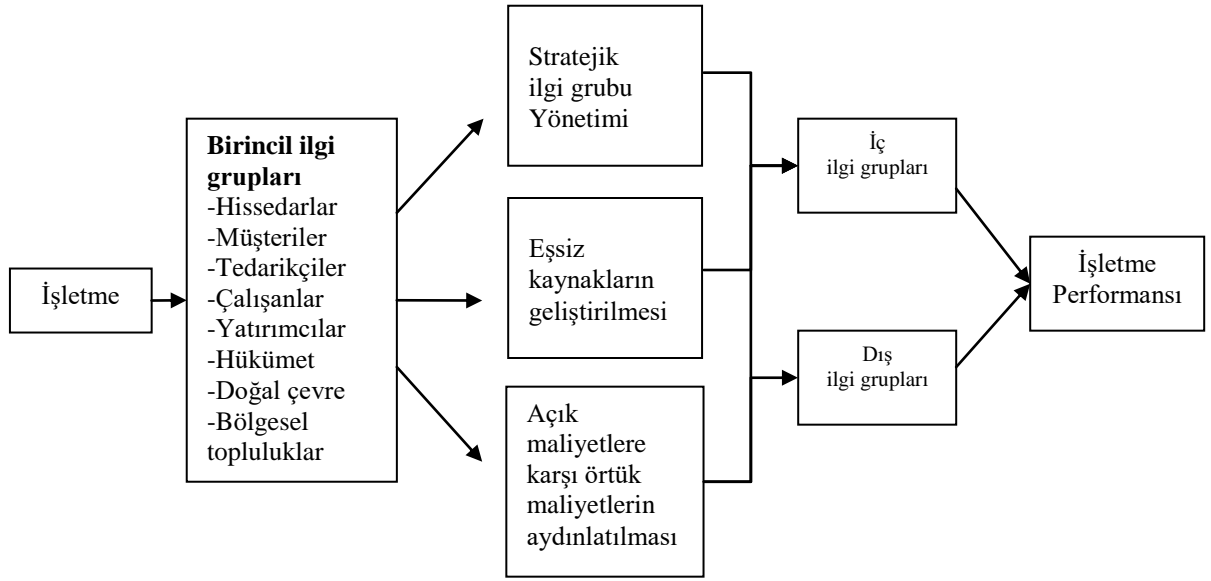 İşletme
Birincil ilgi
grupları
-Hissedarlar
-Müşteriler
-Tedarikçiler
-Çalışanlar
-Yatırımcılar
-Hükümet
-Doğal çevre
-Bölgesel
topluluklar
Stratejik
ilgi grubu
Yönetimi
Eşsiz
kaynakların
geliştirilmesi
Açık
maliyetlere
karşı örtük
maliyetlerin
aydınlatılması
İç
ilgi grupları
Dış
ilgi grupları
İşletme
Performansı